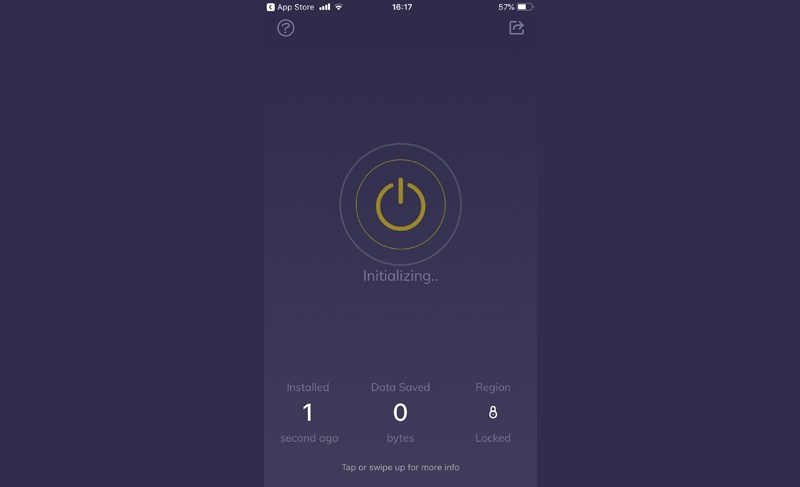 App Store 16:17 57%
?
Initializing..
Installed Data Saved Region
1 0
second ago bytes Locked
Tap or swipe up for more info